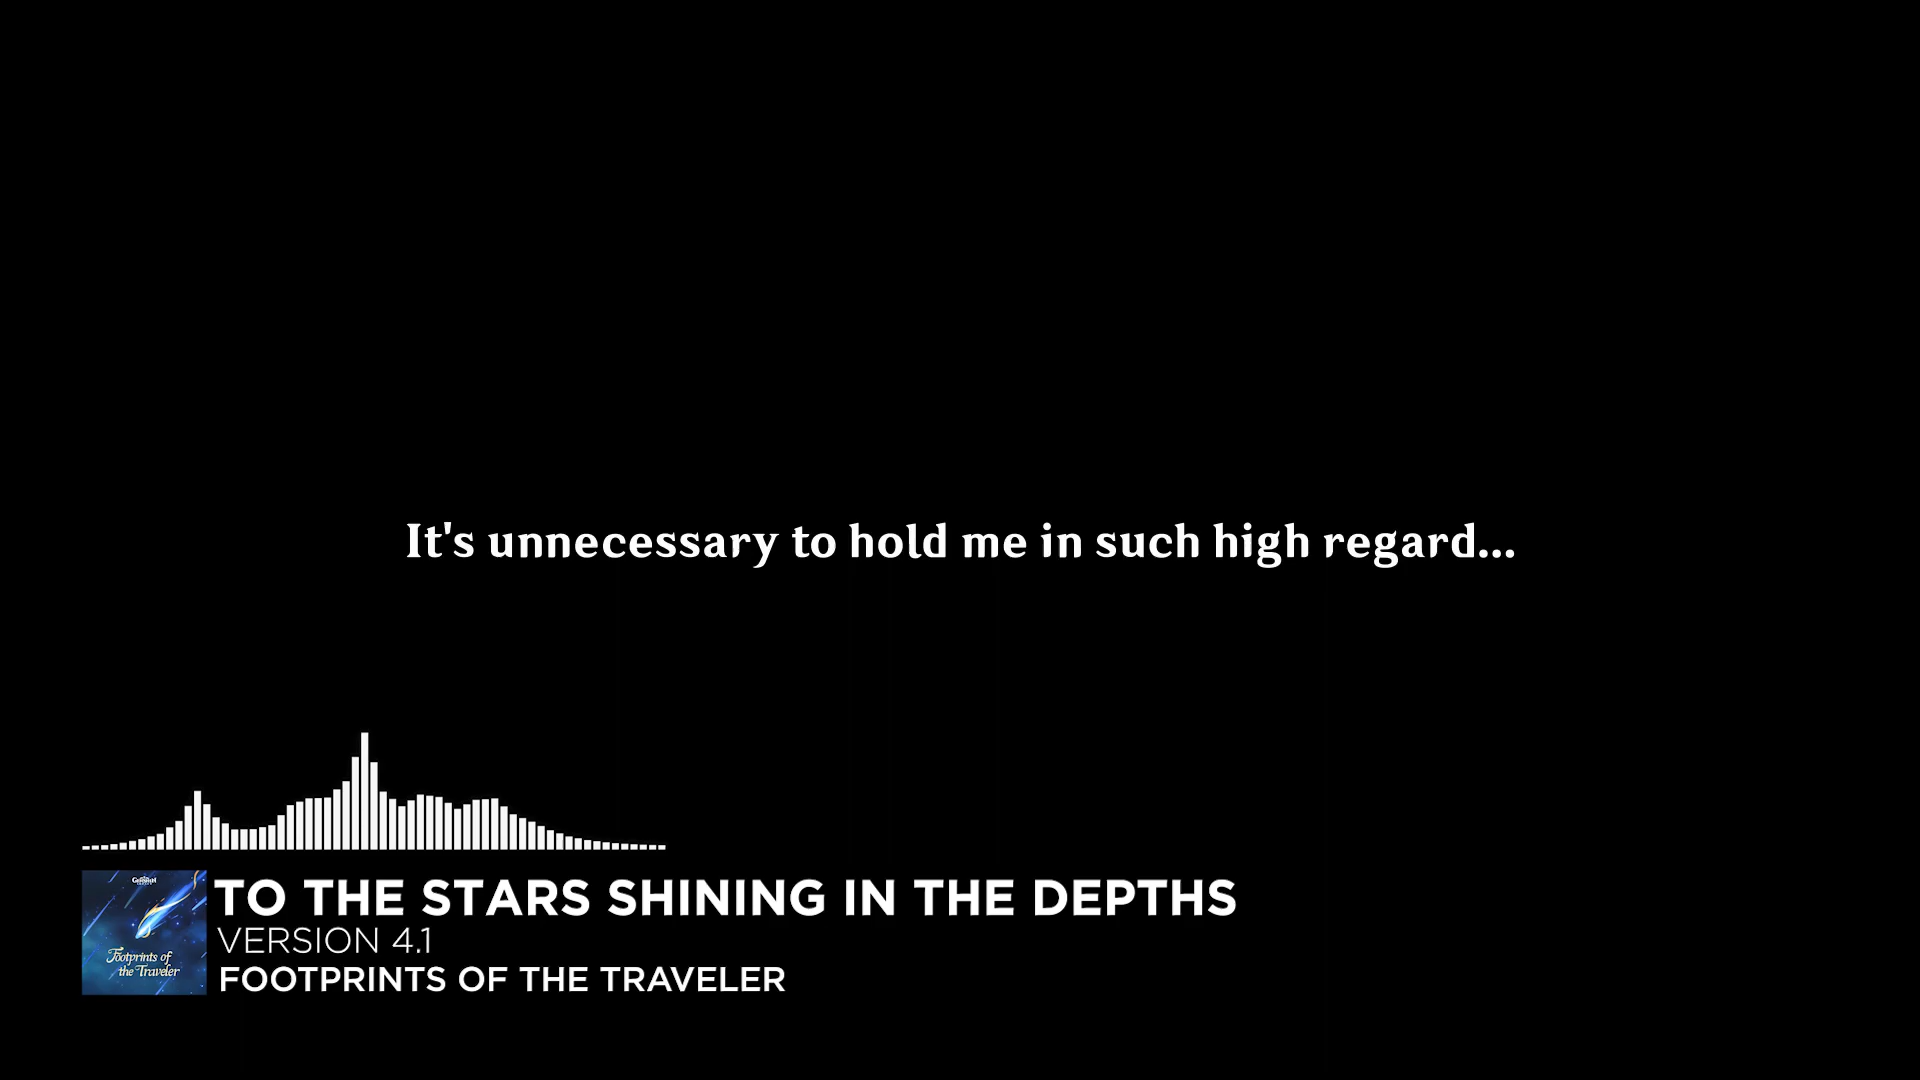 It's unnecessary to hold me in such high regard...
TO THE STARS SHINING IN THE DEPTHS
VERSION 4.1
FOOTPRINTS OF THE TRAVELER
Genshin
Footprints of
the Traveler